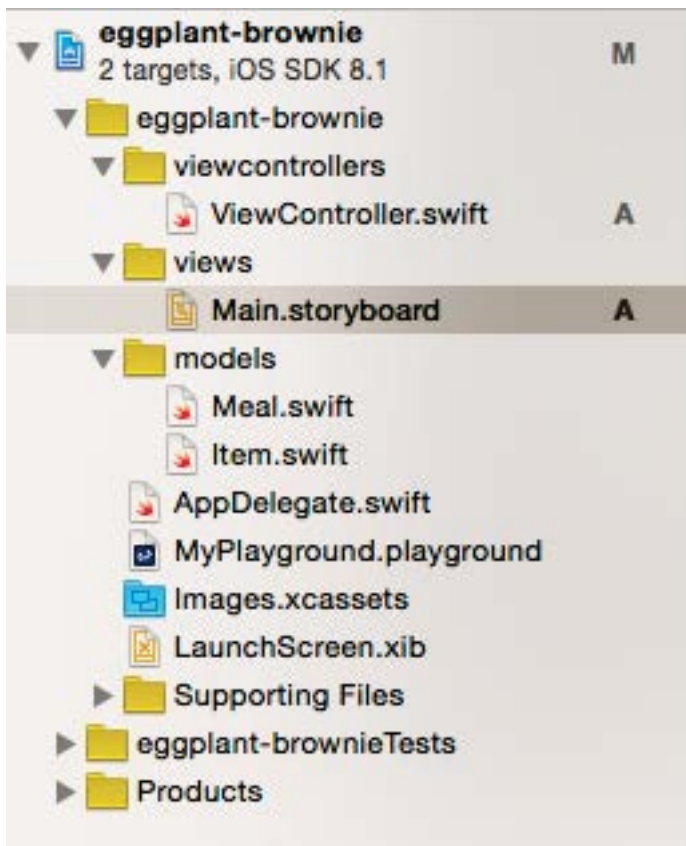 eggplant-brownie M
2 targets, iOS SDK 8.1
eggplant-brownie
viewcontrollers
ViewController.swift A
views
Main.storyboard A
models
Meal.swift
Item.swift
AppDelegate.swift
MyPlayground.playground
Images.xcassets
LaunchScreen.xib
Supporting Files
eggplant-brownieTests
Products